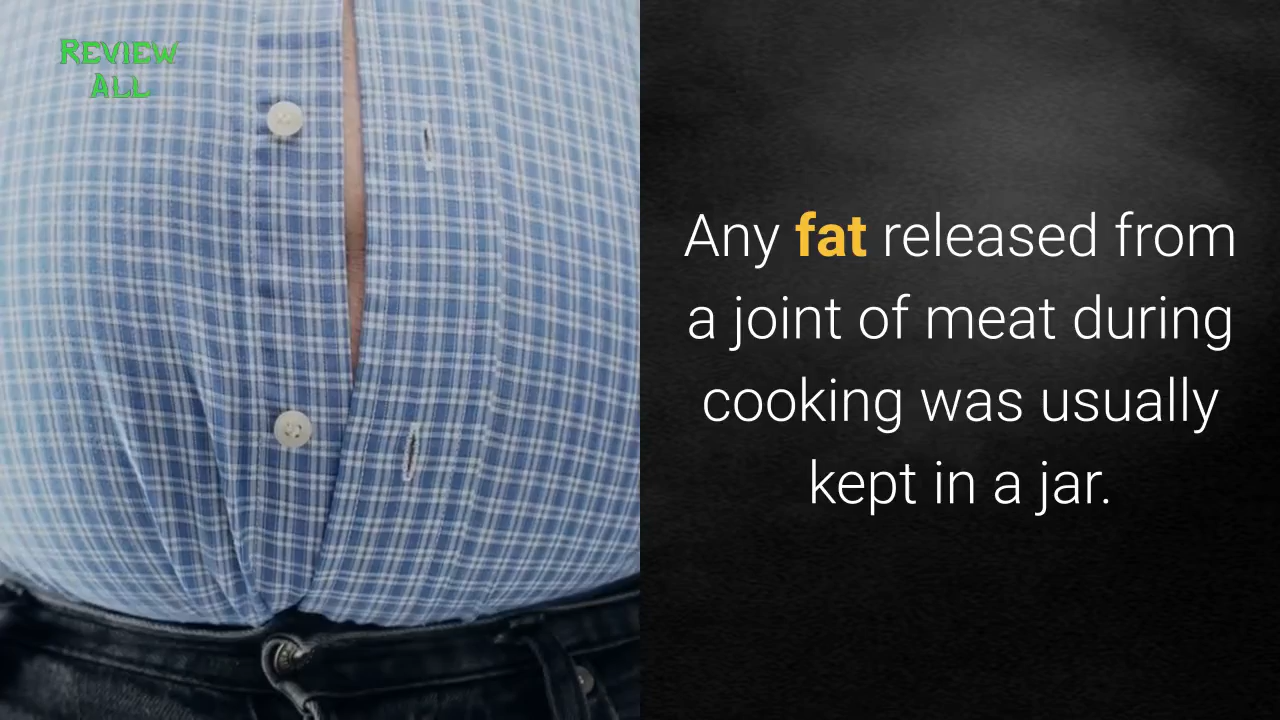 Review
All
Any fat released from
a joint of meat during
cooking was usually
kept in a jar.